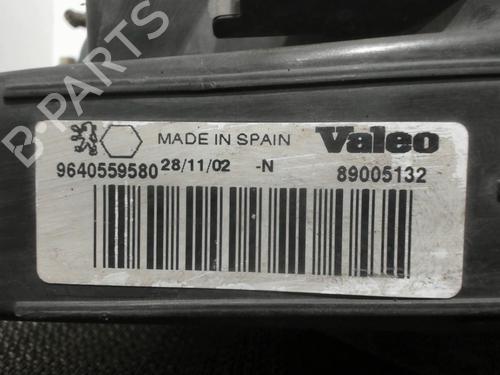 B-PARTS
MADE IN SPAIN Valeo
9640559580 28/11/02 -N 89005132